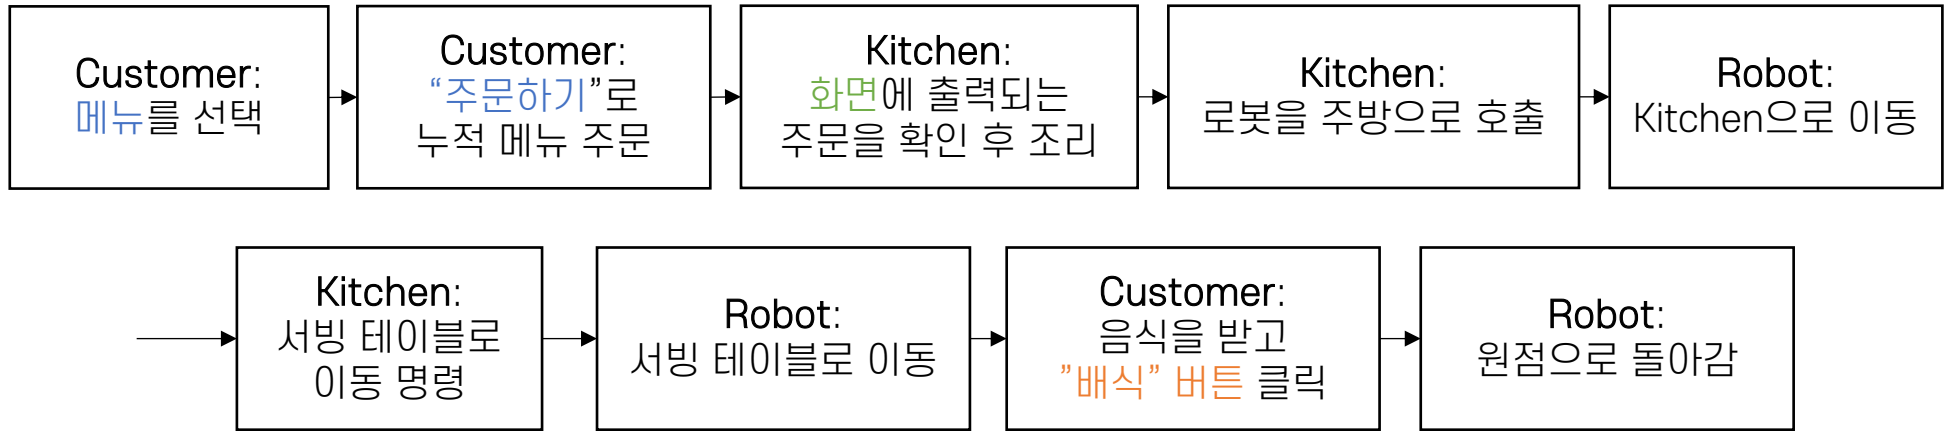 Customer:
메뉴를 선택
Customer:
“주문하기”로
누적 메뉴 주문
Kitchen:
화면에 출력되는
주문을 확인 후 조리
Kitchen:
로봇을 주방으로 호출
Robot:
Kitchen으로 이동
Kitchen:
서빙 테이블로
이동 명령
Robot:
서빙 테이블로 이동
Customer:
음식을 받고
”배식” 버튼 클릭
Robot:
원점으로 돌아감